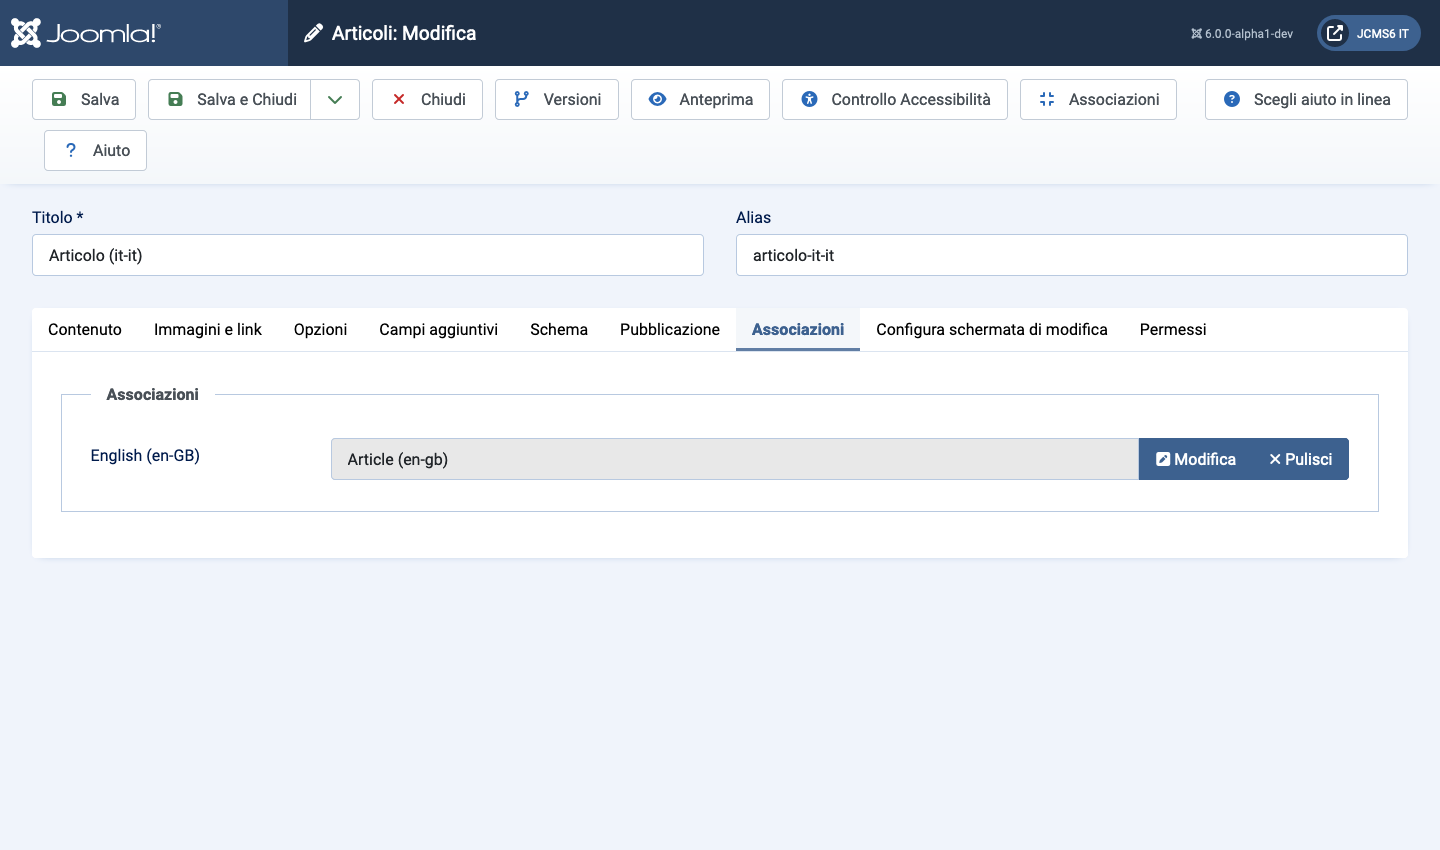 Joomla!®
Articoli: Modifica
6.0.0-alpha1-dev
JCMS6 IT
Salva
Salva e Chiudi
Chiudi
Versioni
Anteprima
Controllo Accessibilità
Associazioni
Scegli aiuto in linea
Aiuto
Titolo *
Alias
Articolo (it-it)
articolo-it-it
Contenuto
Immagini e link
Opzioni
Campi aggiuntivi
Schema
Pubblicazione
Associazioni
Configura schermata di modifica
Permessi
Associazioni
English (en-GB)
Article (en-gb)
Modifica
Pulisci